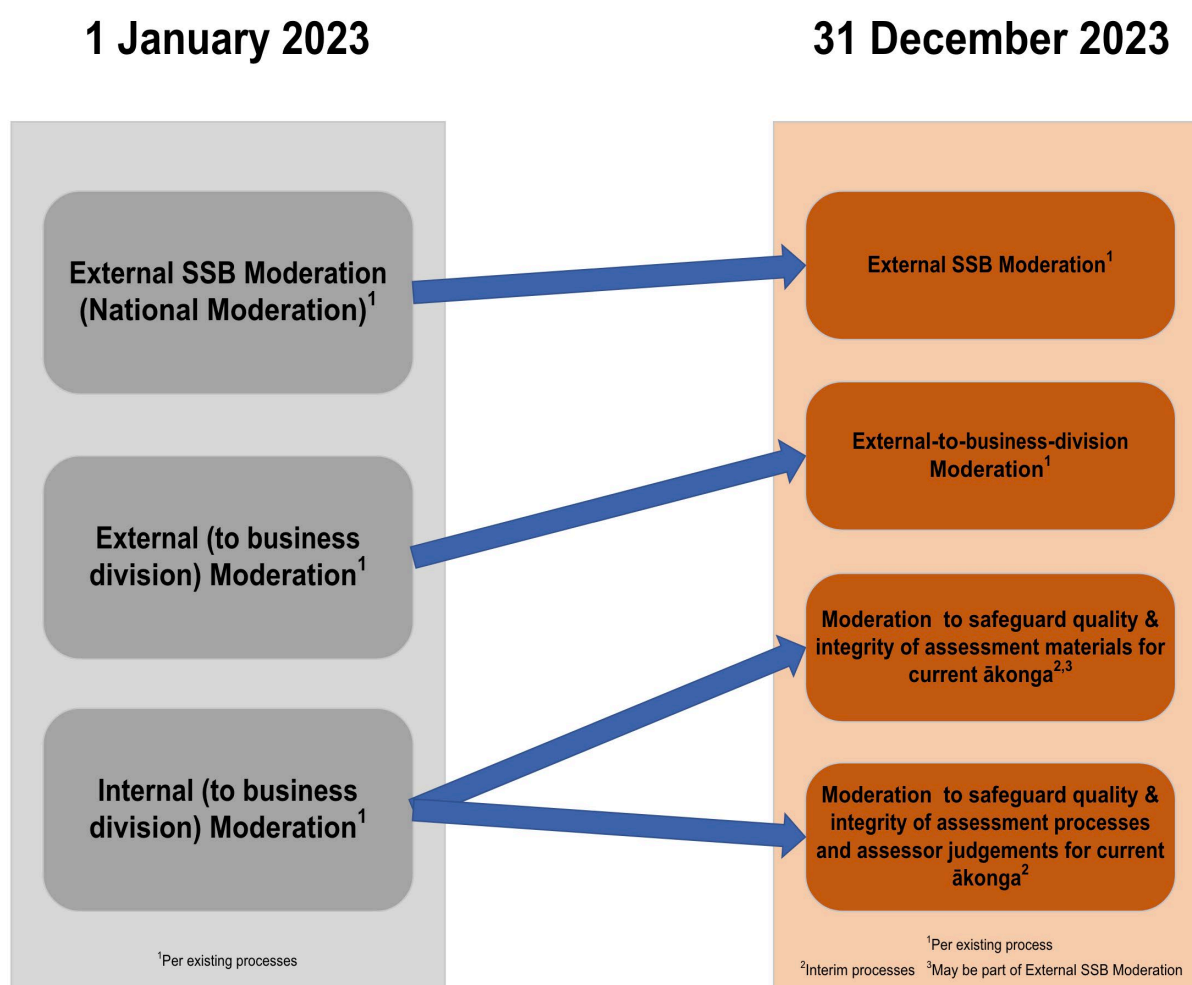 1 January 2023
31 December 2023
External SSB Moderation
(National Moderation)1
External (to business
division) Moderation1
Internal (to business
division) Moderation1
1Per existing processes
External SSB Moderation1
External-to-business-division
Moderation1
Moderation to safeguard quality &
integrity of assessment materials for
current ākonga2,3
Moderation to safeguard quality &
integrity of assessment processes
and assessor judgements for current
ākonga2
1Per existing process
2Interim processes 3May be part of External SSB Moderation